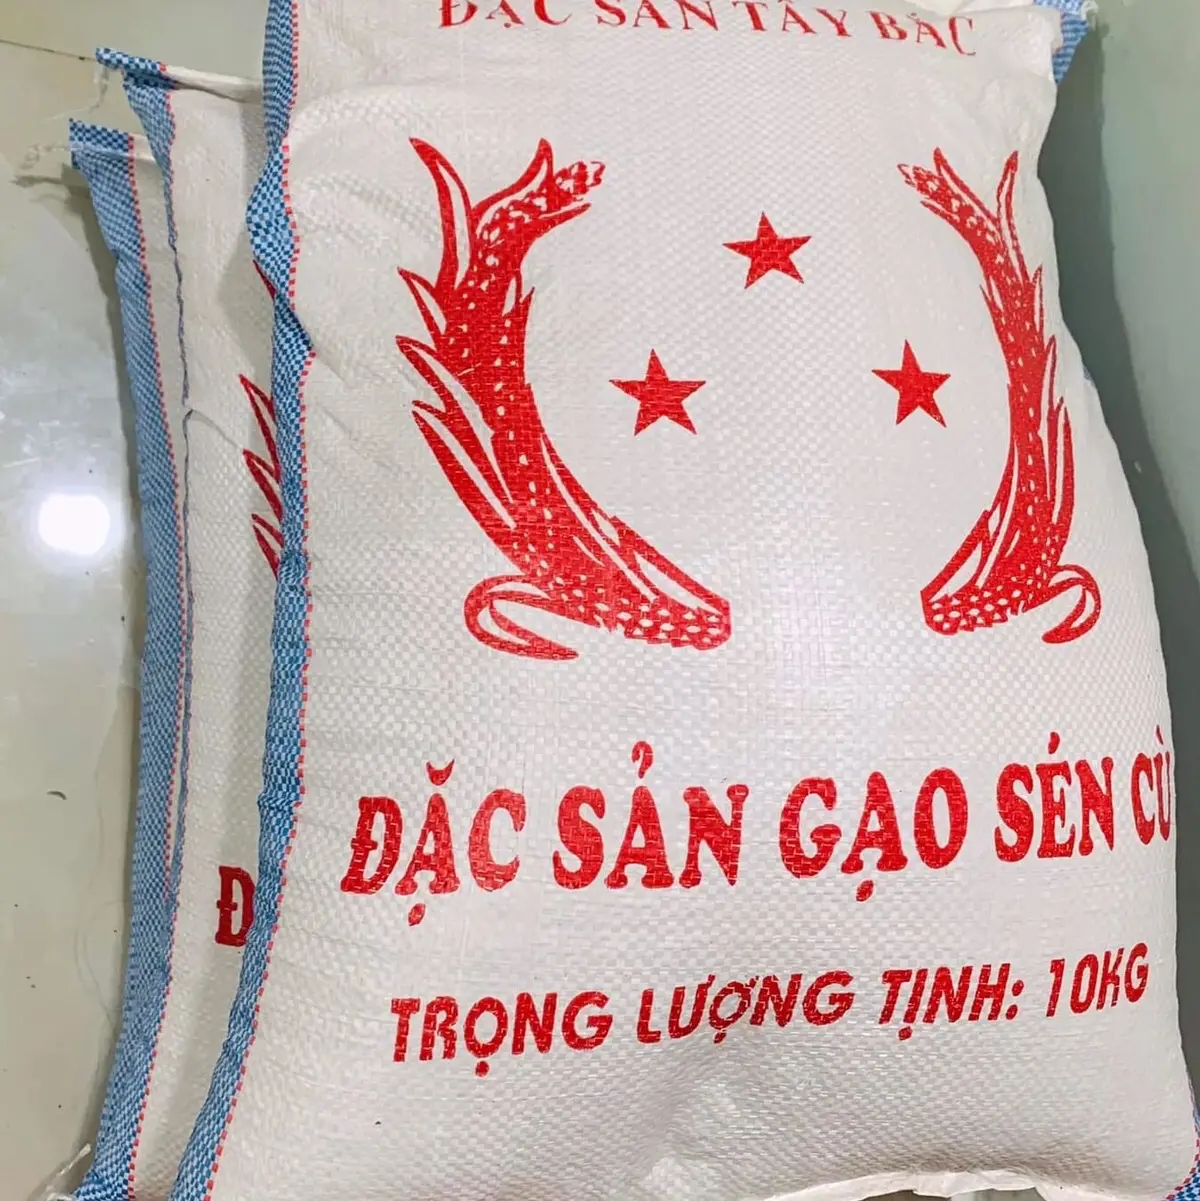 ĐẶC SẢN TÂY BẮC
ĐẶC SẢN GẠO SÉN CÙ
TRỌNG LƯỢNG TỊNH: 10KG
Đ